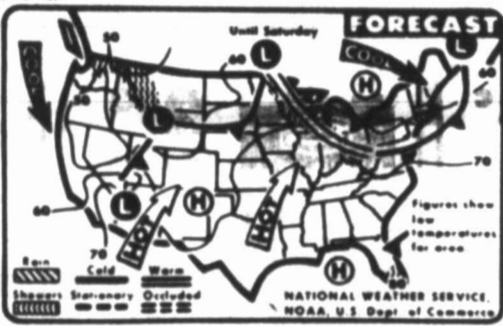 FORECAST
Until Saturday
50
60
L
L
COOL
COOL
H
60
50
L
70
L
H
60
HOT
HOT
Figures show
low
temperatures
for area.
70
H
80
Rain
Cold
Warm
Showers
Stationary
Occluded
NATIONAL WEATHER SERVICE,
NOAA, U.S. Dept. of Commerce